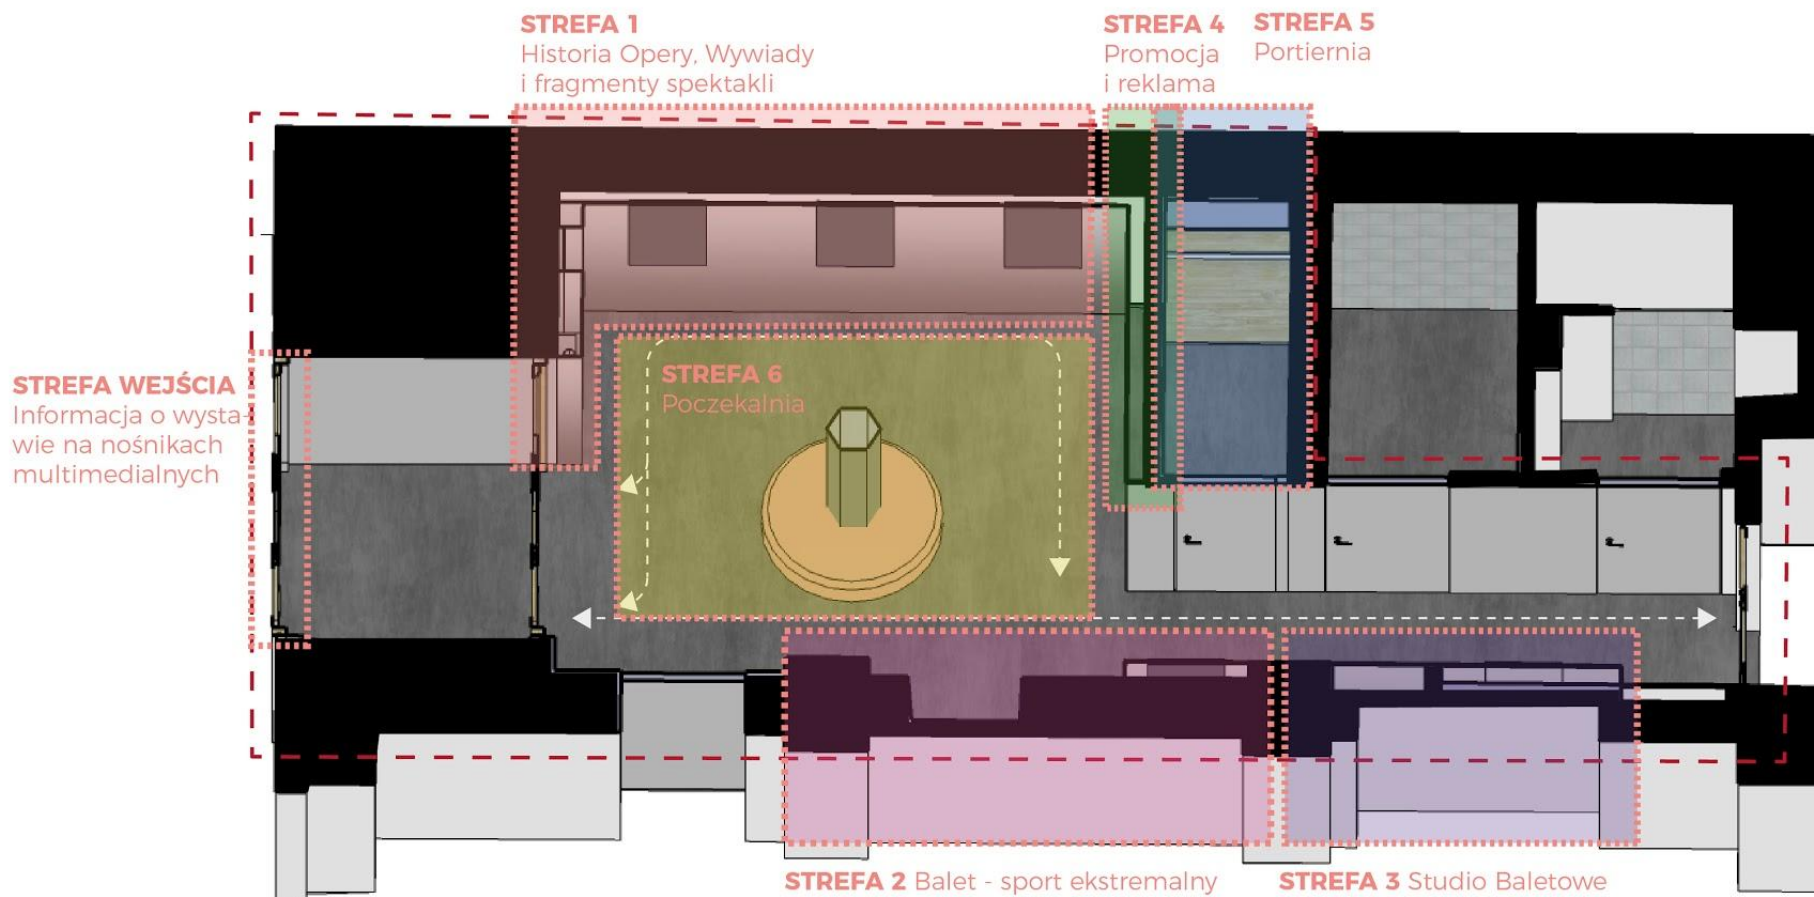 STREFA 1
Historia Opery, Wywiady
i fragmenty spektakli
STREFA 4
Promocja
i reklama
STREFA 5
Portiernia
STREFA WEJŚCIA
Informacja o wysta-
wie na nośnikach
multimedialnych
STREFA 6
Poczekalnia
STREFA 2 Balet - sport ekstremalny
STREFA 3 Studio Baletowe